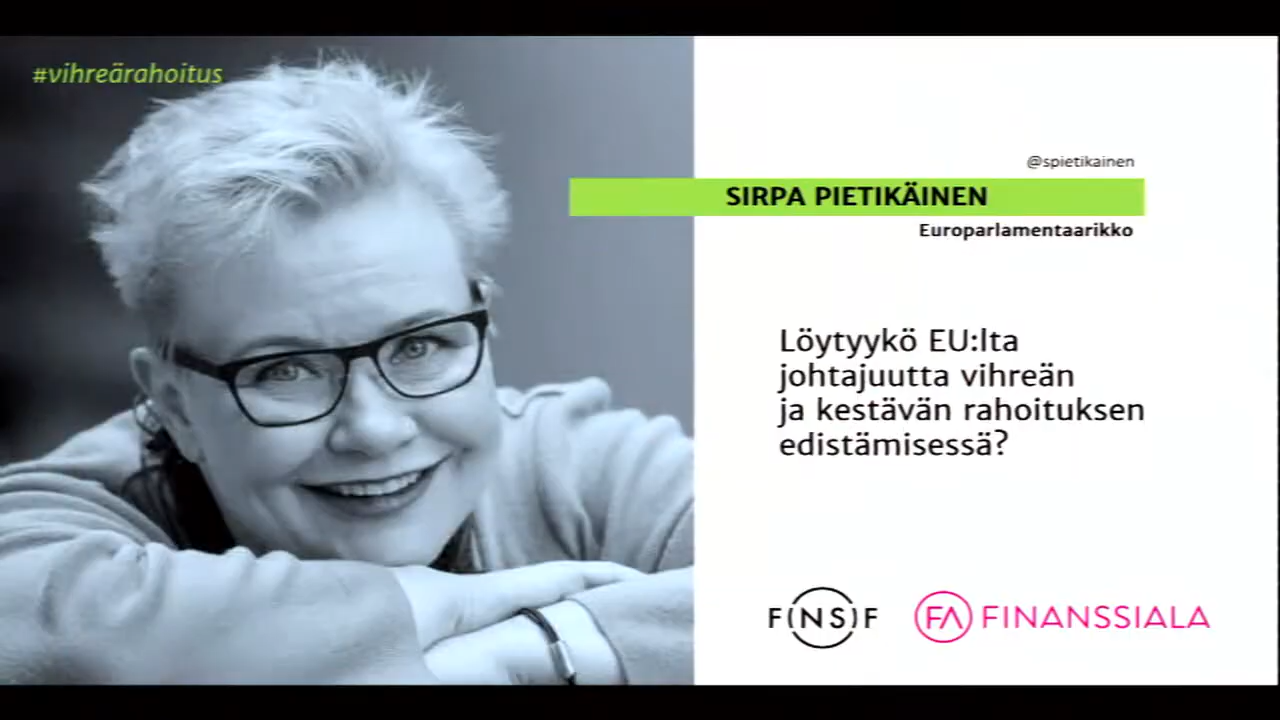 #vihreärahoitus
@spietikainen
SIRPA PIETIKÄINEN
Europarlamentaarikko
Löytyykö EU:lta
johtajuutta vihreän
ja kestävän rahoituksen
edistämisessä?
FINSIF
FA FINANSSIALA